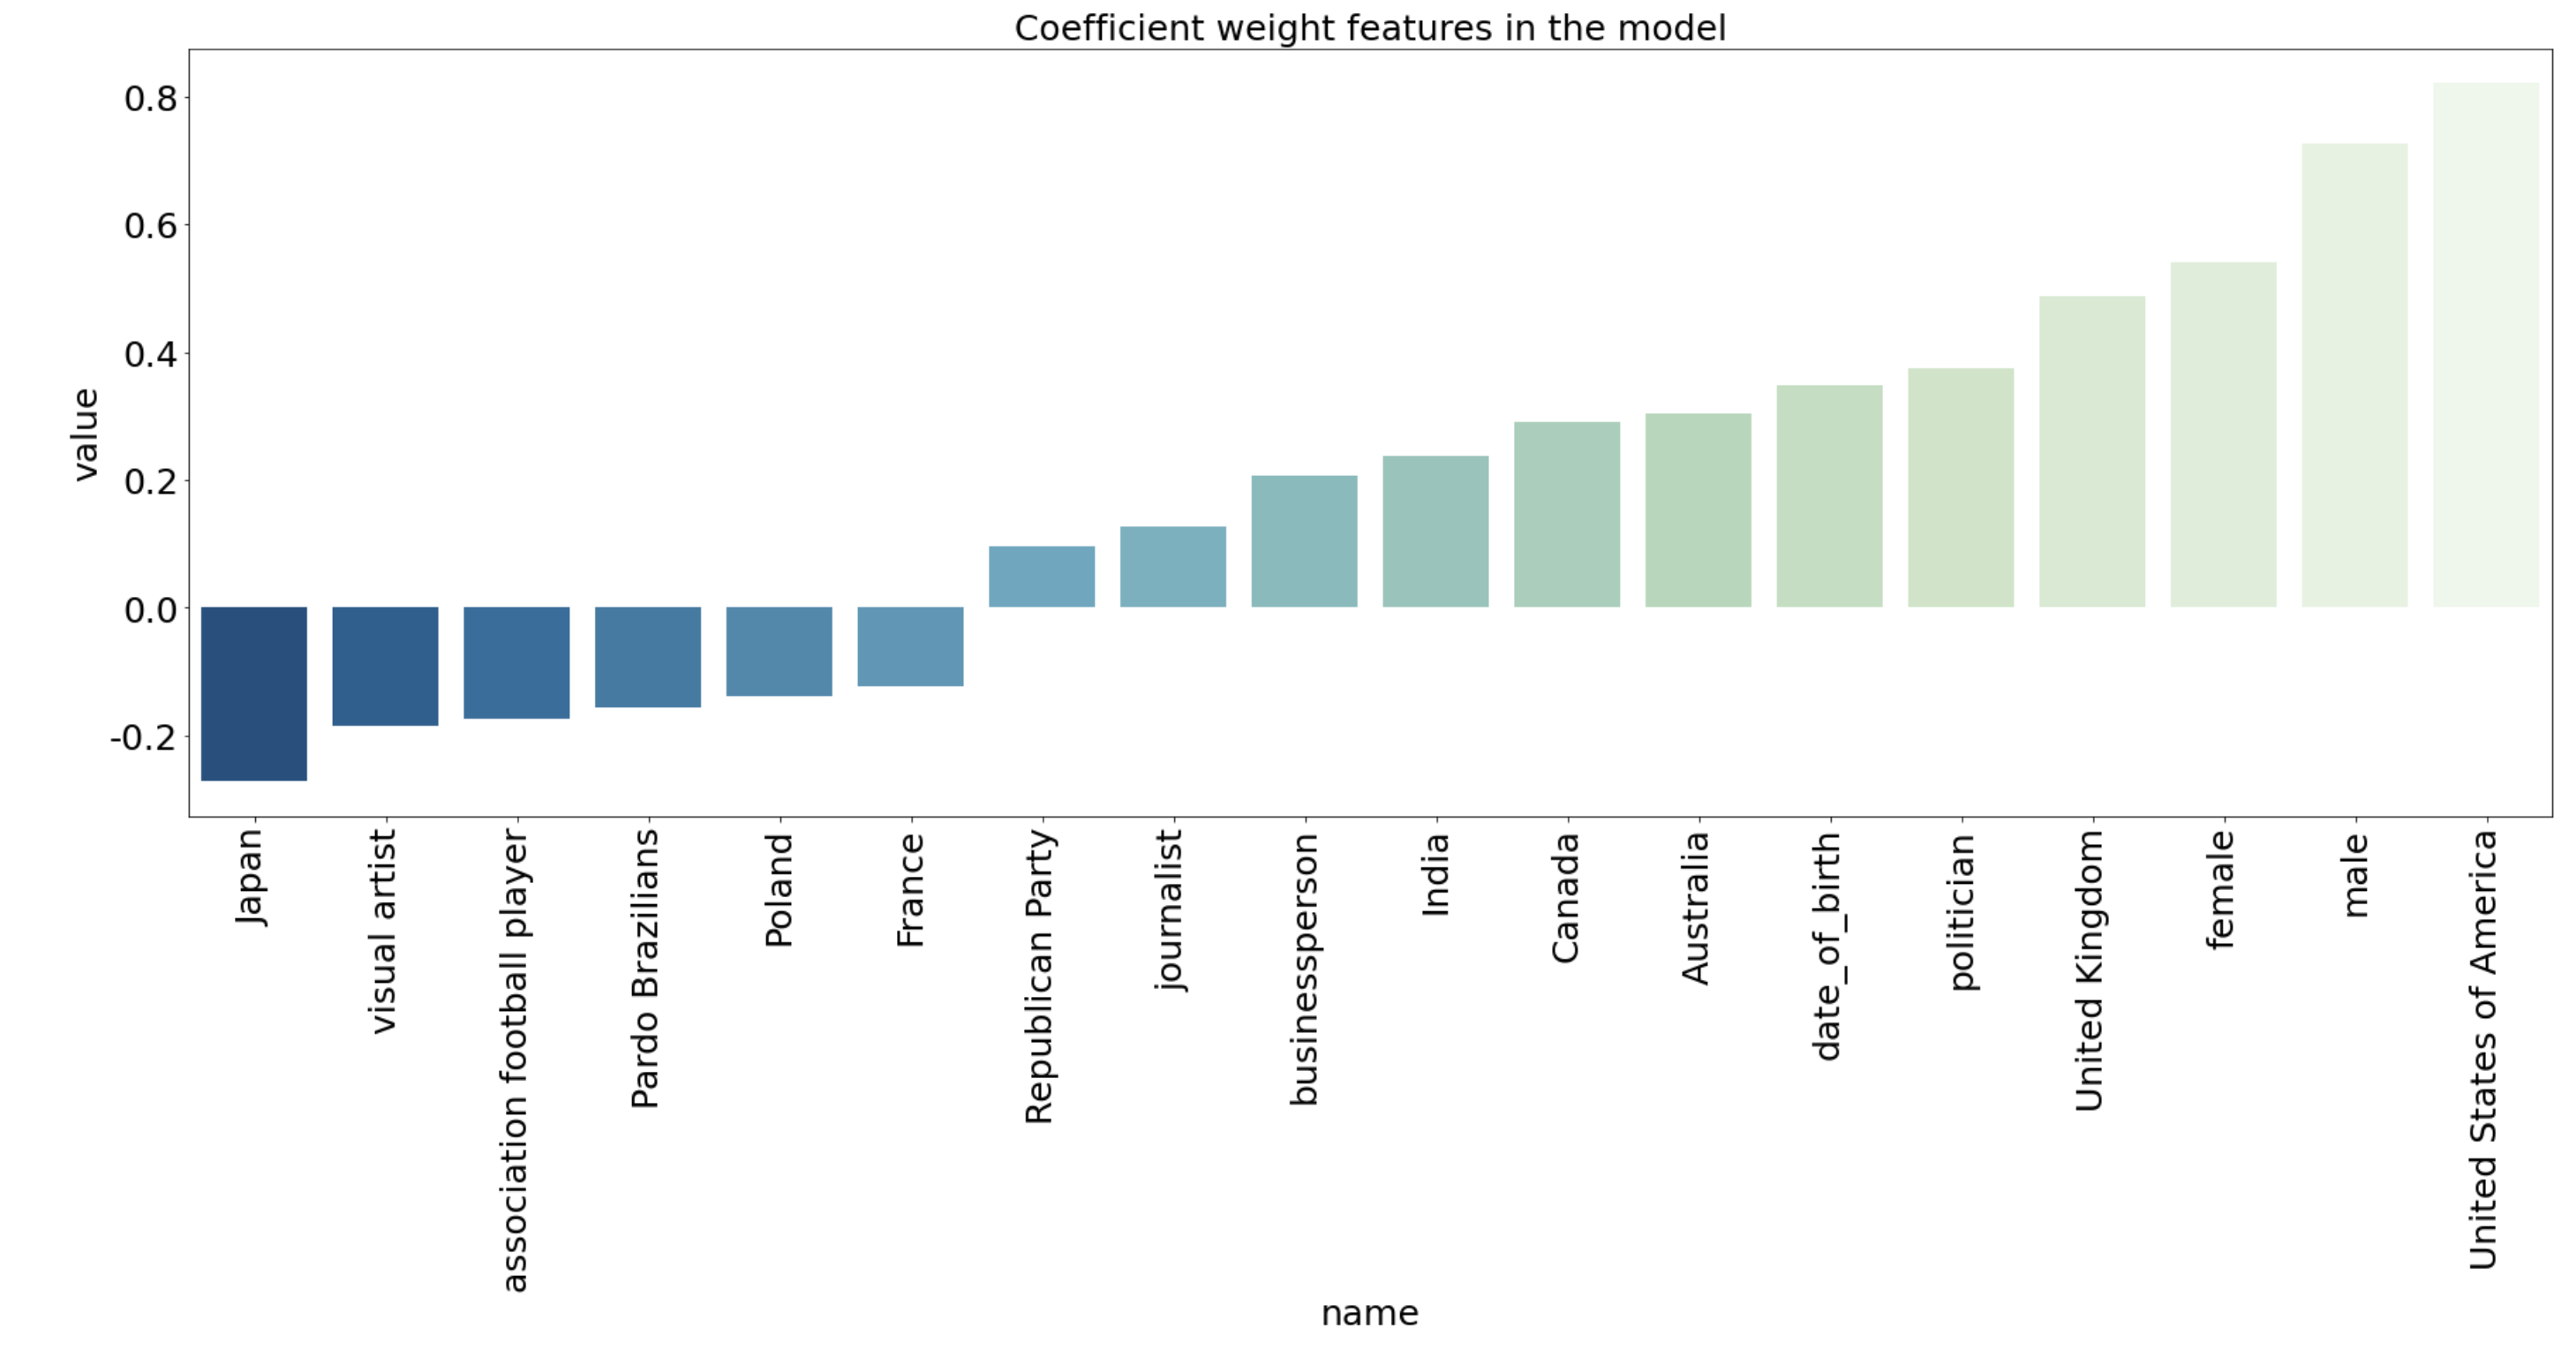 Coefficient weight features in the model
value
0.8
0.6
0.4
0.2
0.0
-0.2
Japan
visual artist
association football player
Pardo Brazilians
Poland
France
Republican Party
journalist
businessperson
India
Canada
Australia
date_of_birth
politician
United Kingdom
female
male
United States of America
name